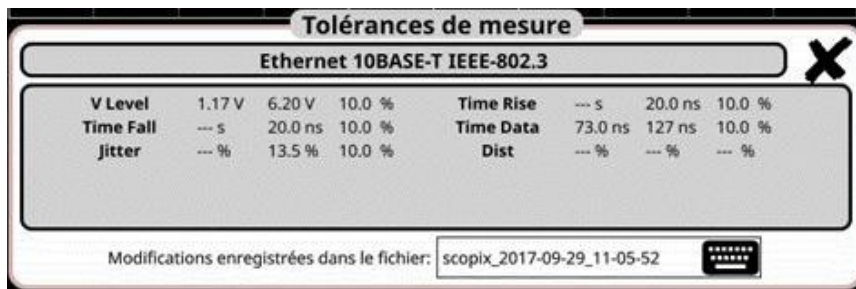 Tolérances de mesure
Ethernet 10BASE-T IEEE-802.3
V Level 1.17 V 6.20 V 10.0 % Time Rise --- s 20.0 ns 10.0 %
Time Fall --- s 20.0 ns 10.0 % Time Data 73.0 ns 127 ns 10.0 %
Jitter --- % 13.5 % 10.0 % Dist --- % --- % --- %
Modifications enregistrées dans le fichier: scopix_2017-09-29_11-05-52